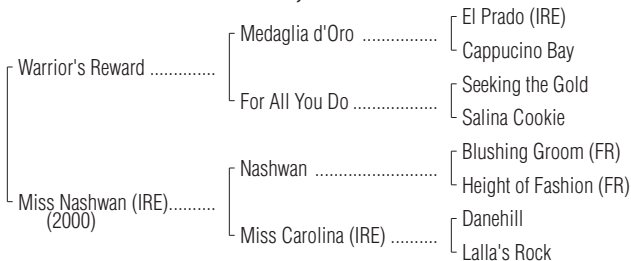 El Prado (IRE)
Medaglia d'Oro ................
Cappucino Bay
Warrior's Reward ..............
Seeking the Gold
For All You Do ..................
Salina Cookie
Blushing Groom (FR)
Nashwan ........................
Height of Fashion (FR)
Miss Nashwan (IRE)..........
(2000)
Danehill
Miss Carolina (IRE) ..........
Lalla's Rock